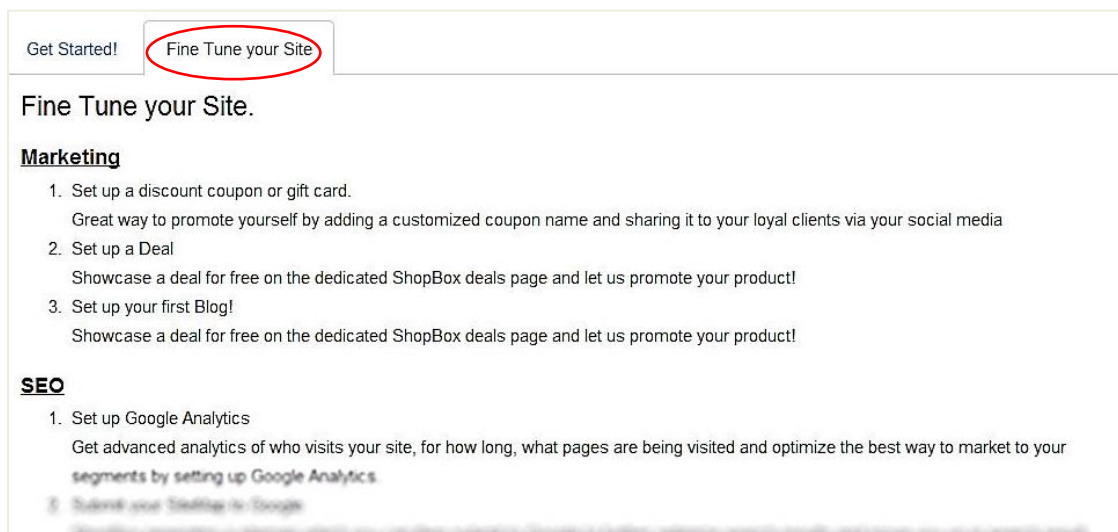 Get Started!
Fine Tune your Site
Fine Tune your Site.
Marketing
1. Set up a discount coupon or gift card.
Great way to promote yourself by adding a customized coupon name and sharing it to your loyal clients via your social media
2. Set up a Deal
Showcase a deal for free on the dedicated ShopBox deals page and let us promote your product!
3. Set up your first Blog!
Showcase a deal for free on the dedicated ShopBox deals page and let us promote your product!
SEO
1. Set up Google Analytics
Get advanced analytics of who visits your site, for how long, what pages are being visited and optimize the best way to market to your
segments by setting up Google Analytics.
2. Submit your SiteMap to Google